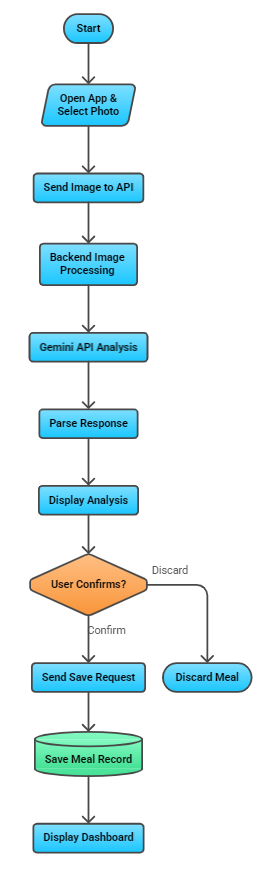 Start
Open App &
Select Photo
Send Image to API
Backend Image
Processing
Gemini API Analysis
Parse Response
Display Analysis
User Confirms?
Discard
Confirm
Send Save Request
Discard Meal
Save Meal Record
Display Dashboard